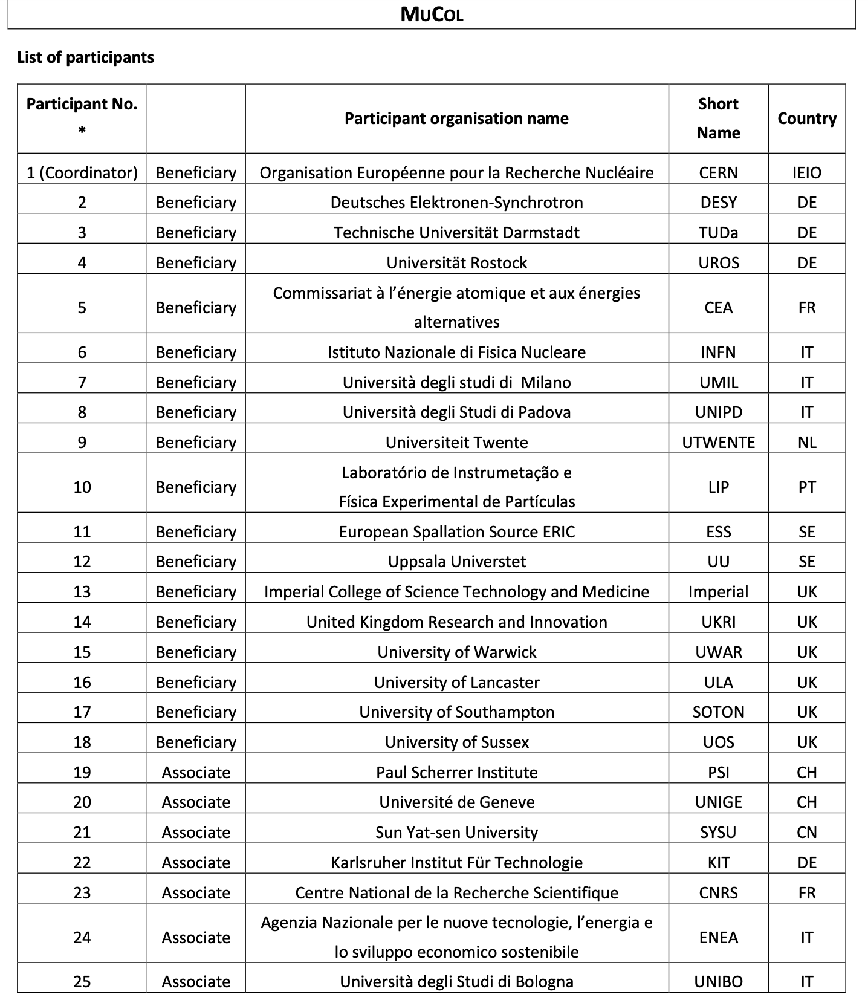 MUCOL
List of participants
Participant No.
*
Participant organisation name
Short
Name
Country
1 (Coordinator) Beneficiary Organisation Européenne pour la Recherche Nucléaire CERN IEIO
2 Beneficiary Deutsches Elektronen-Synchrotron DESY DE
3 Beneficiary Technische Universität Darmstadt TUDa DE
4 Beneficiary Universität Rostock UROS DE
5 Beneficiary Commissariat à l’énergie atomique et aux énergies
alternatives CEA FR
6 Beneficiary Istituto Nazionale di Fisica Nucleare INFN IT
7 Beneficiary Università degli studi di  Milano UMIL IT
8 Beneficiary Università degli Studi di Padova UNIPD IT
9 Beneficiary Universiteit Twente UTWENTE NL
10 Beneficiary Laboratório de Instrumetação e
Física Experimental de Partículas LIP PT
11 Beneficiary European Spallation Source ERIC ESS SE
12 Beneficiary Uppsala Universtet UU SE
13 Beneficiary Imperial College of Science Technology and Medicine Imperial UK
14 Beneficiary United Kingdom Research and Innovation UKRI UK
15 Beneficiary University of Warwick UWAR UK
16 Beneficiary University of Lancaster ULA UK
17 Beneficiary University of Southampton SOTON UK
18 Beneficiary University of Sussex UOS UK
19 Associate Paul Scherrer Institute PSI CH
20 Associate Université de Geneve UNIGE CH
21 Associate Sun Yat-sen University SYSU CN
22 Associate Karlsruher Institut Für Technologie KIT DE
23 Associate Centre National de la Recherche Scientifique CNRS FR
24 Associate Agenzia Nazionale per le nuove tecnologie, l’energia e
lo sviluppo economico sostenibile ENEA IT
25 Associate Università degli Studi di Bologna UNIBO IT